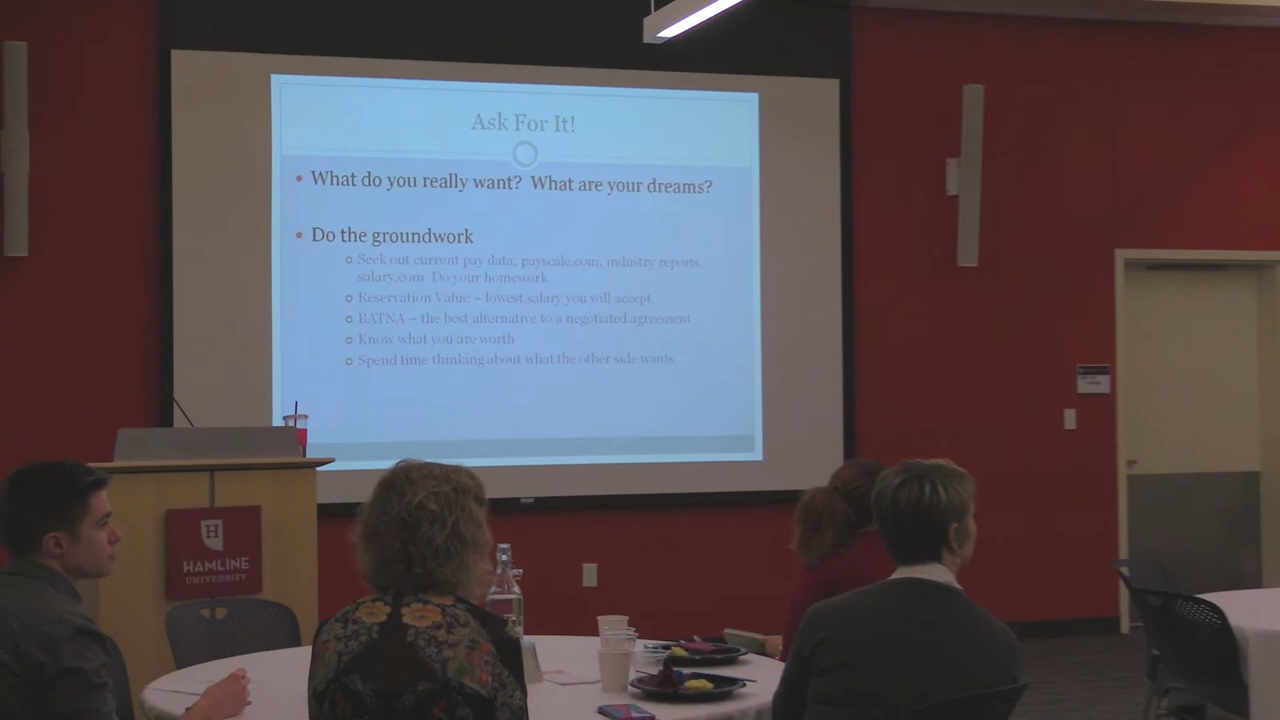 Ask For It!
• What do you really want? What are your dreams?
• Do the groundwork
o Seek out current pay data; payscale.com, industry reports,
salary.com Do your homework
o Reservation Value – lowest salary you will accept
o BATNA – the best alternative to a negotiated agreement
o Know what you are worth
o Spend time thinking about what the other side wants
H
HAMLINE
UNIVERSITY